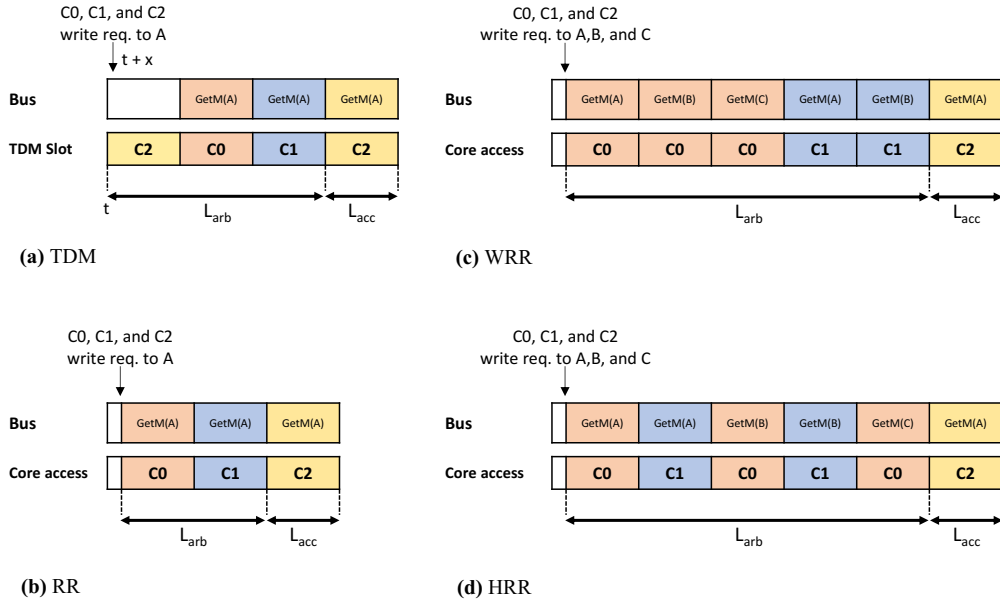 C0, C1, and C2
write req. to A
t + x
Bus
GetM(A) GetM(A) GetM(A)
TDM Slot
C2 C0 C1 C2
t
L_arb L_acc
(a) TDM
C0, C1, and C2
write req. to A,B, and C
Bus
GetM(A) GetM(B) GetM(C) GetM(A) GetM(B) GetM(A)
Core access
C0 C0 C0 C1 C1 C2
L_arb L_acc
(c) WRR
C0, C1, and C2
write req. to A
Bus
GetM(A) GetM(A) GetM(A)
Core access
C0 C1 C2
L_arb L_acc
(b) RR
C0, C1, and C2
write req. to A,B, and C
Bus
GetM(A) GetM(A) GetM(B) GetM(B) GetM(C) GetM(A)
Core access
C0 C1 C0 C1 C0 C2
L_arb L_acc
(d) HRR